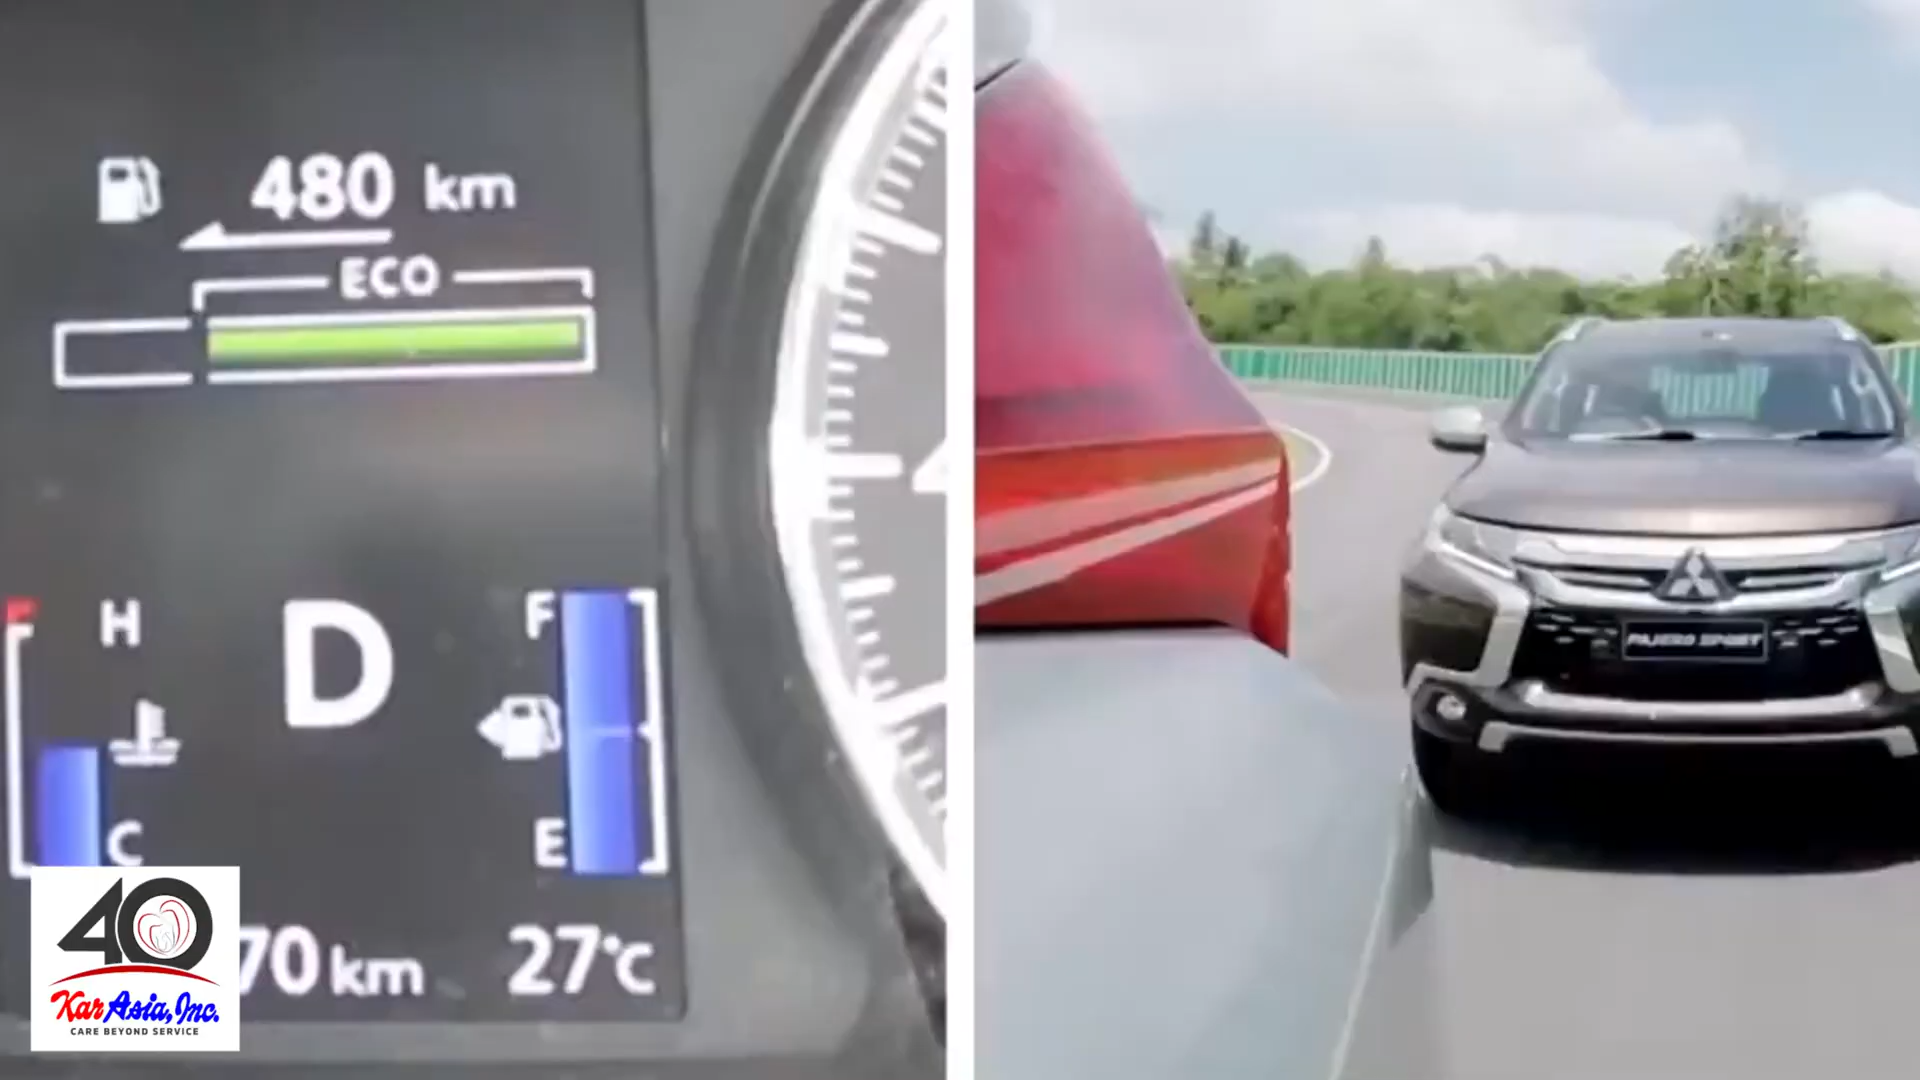 480 km
ECO
H
D
F
C
E
70 km
27°C
40
KarAsia, Inc.
CARE BEYOND SERVICE
PAJERO SPORT